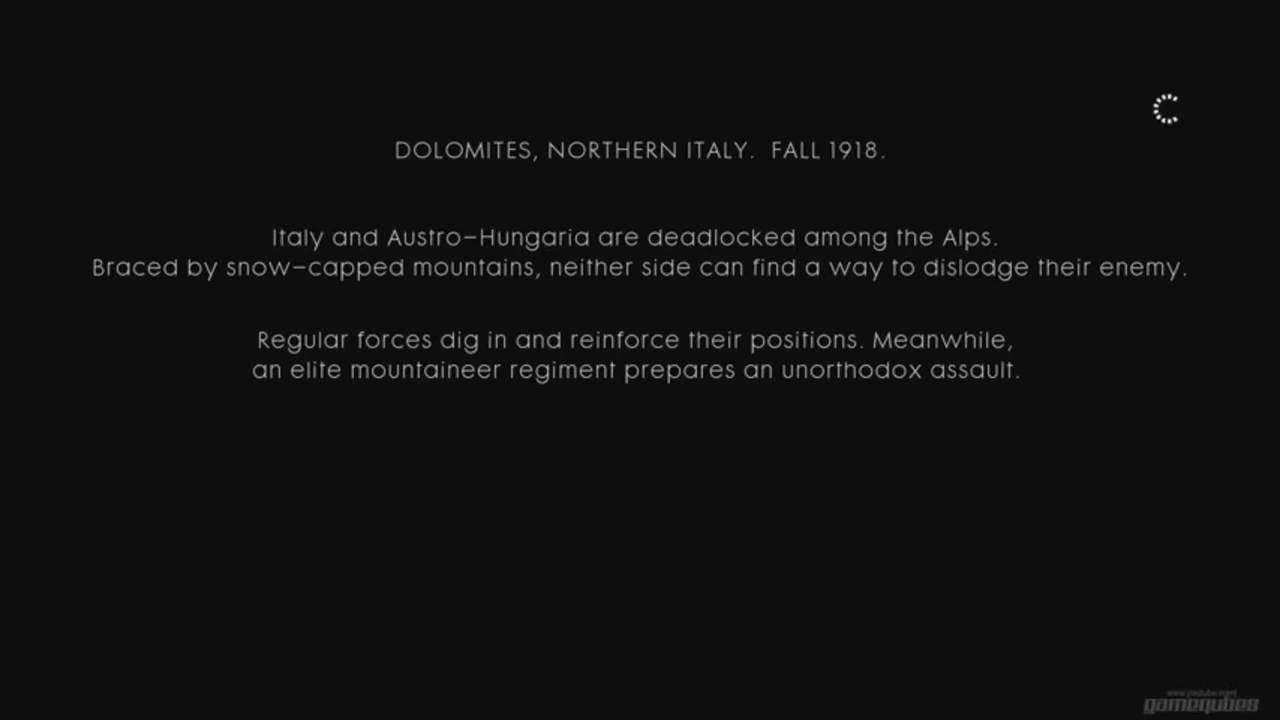 DOLOMITES, NORTHERN ITALY. FALL 1918.
Italy and Austro-Hungaria are deadlocked among the Alps.
Braced by snow-capped mountains, neither side can find a way to dislodge their enemy.
Regular forces dig in and reinforce their positions. Meanwhile,
an elite mountaineer regiment prepares an unorthodox assault.
gamequbes